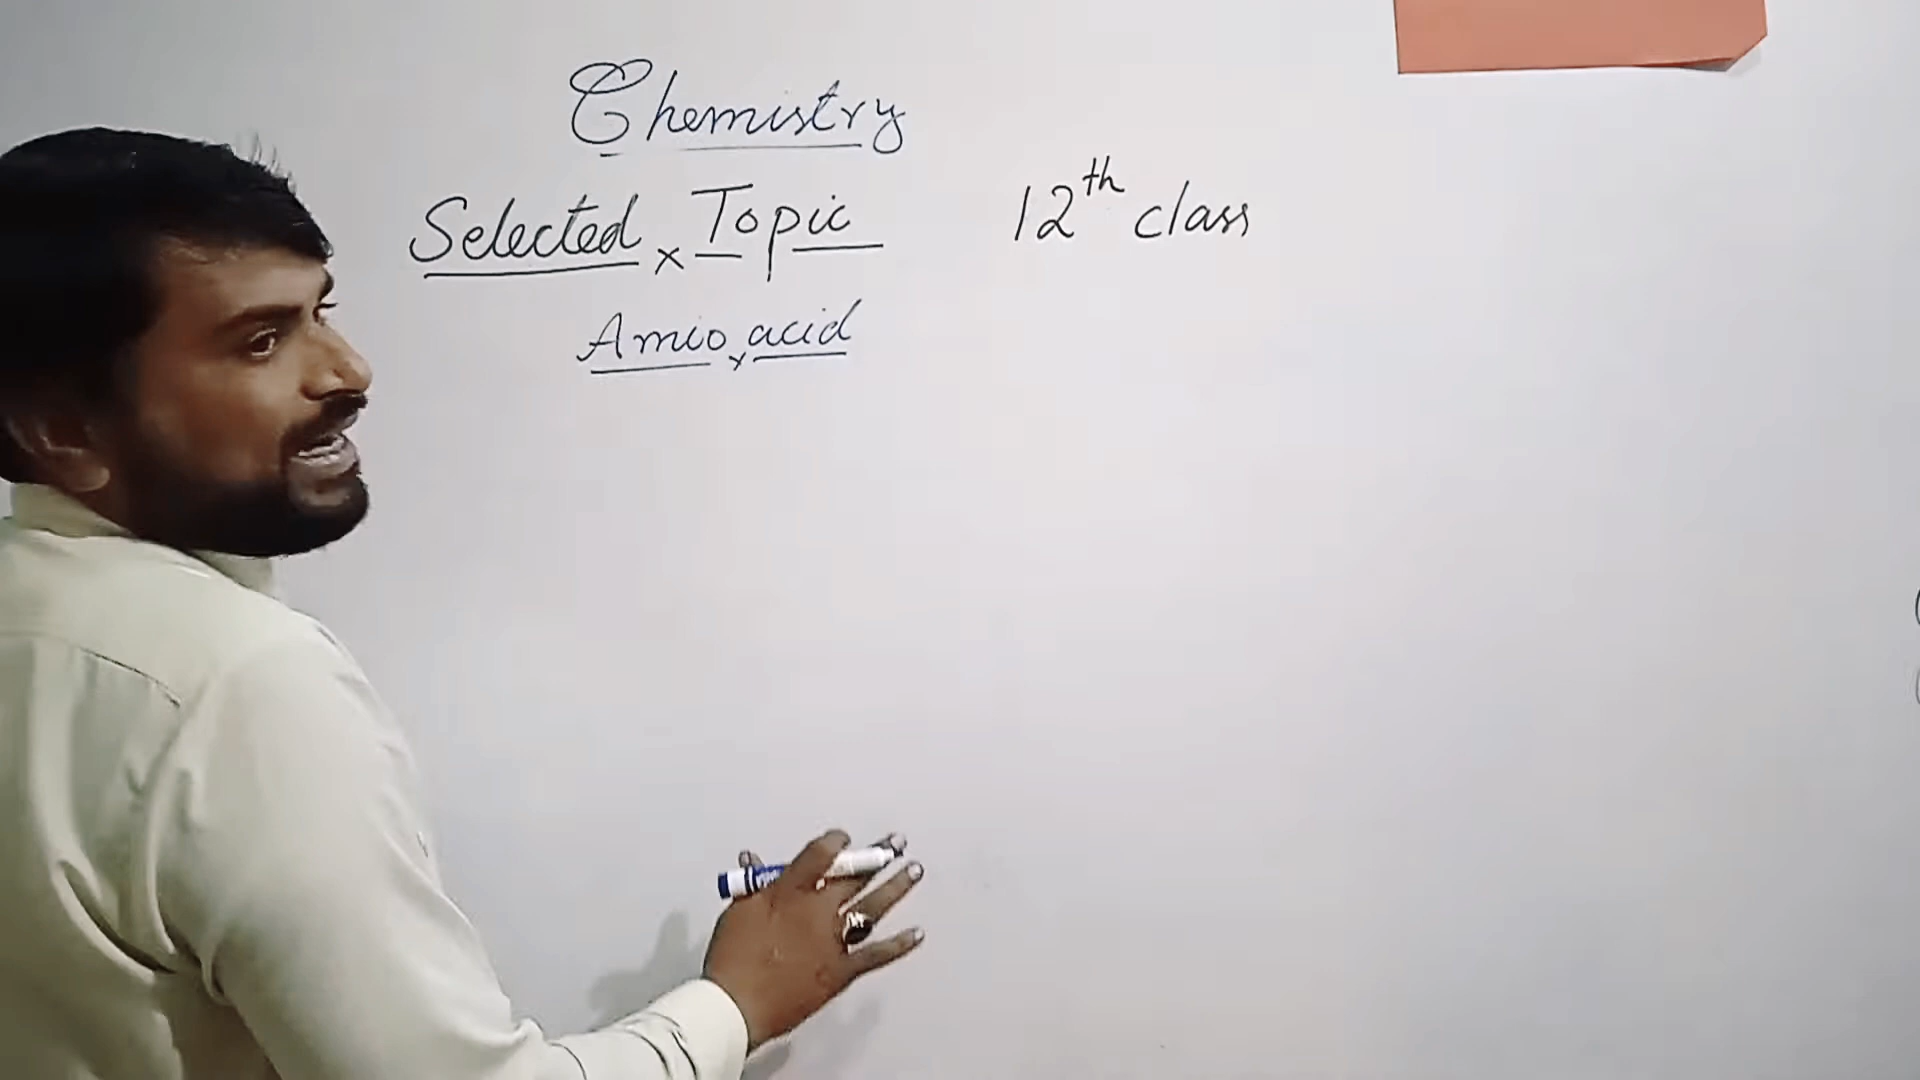 Chemistry
Selected x Topic
12th class
Amio x acid